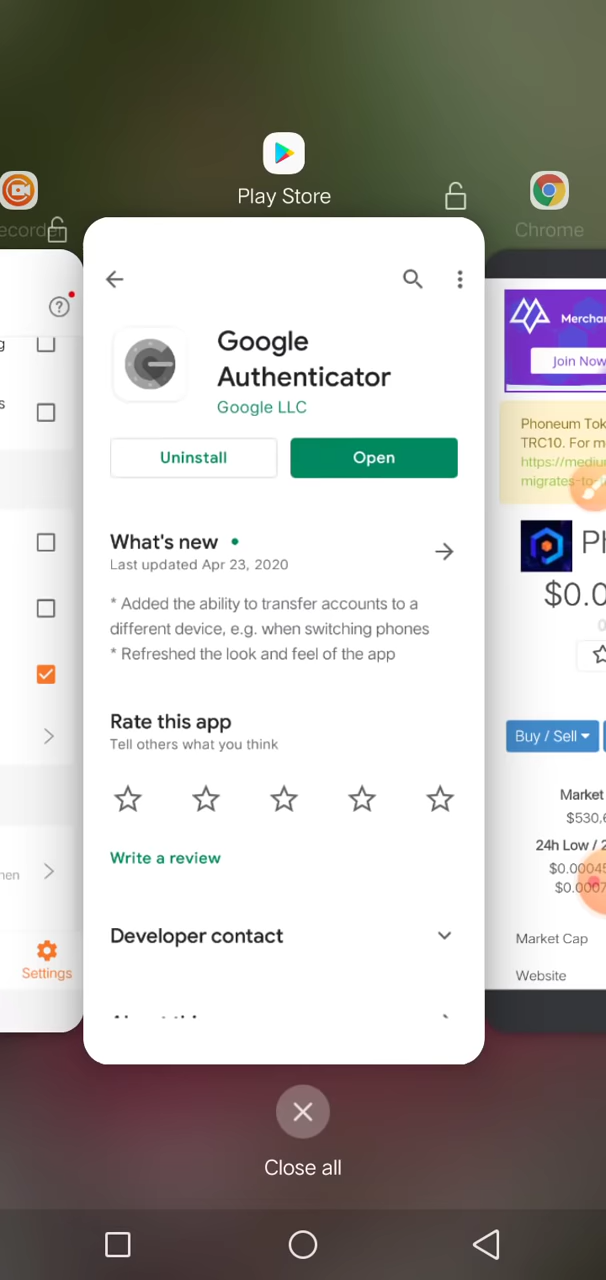 Play Store
ecorder
Chrome
Google
Authenticator
Google LLC
Uninstall
Open
What's new
Last updated Apr 23, 2020
* Added the ability to transfer accounts to a
different device, e.g. when switching phones
* Refreshed the look and feel of the app
Rate this app
Tell others what you think
Write a review
Developer contact
Settings
Join Now
Phoneum Tok
TRC10. For m
https://mediu
migrates-to-
$0.0
Buy / Sell
Market
$530,6
24h Low / 2
$0.00045
$0.0007
Market Cap
Website
Close all